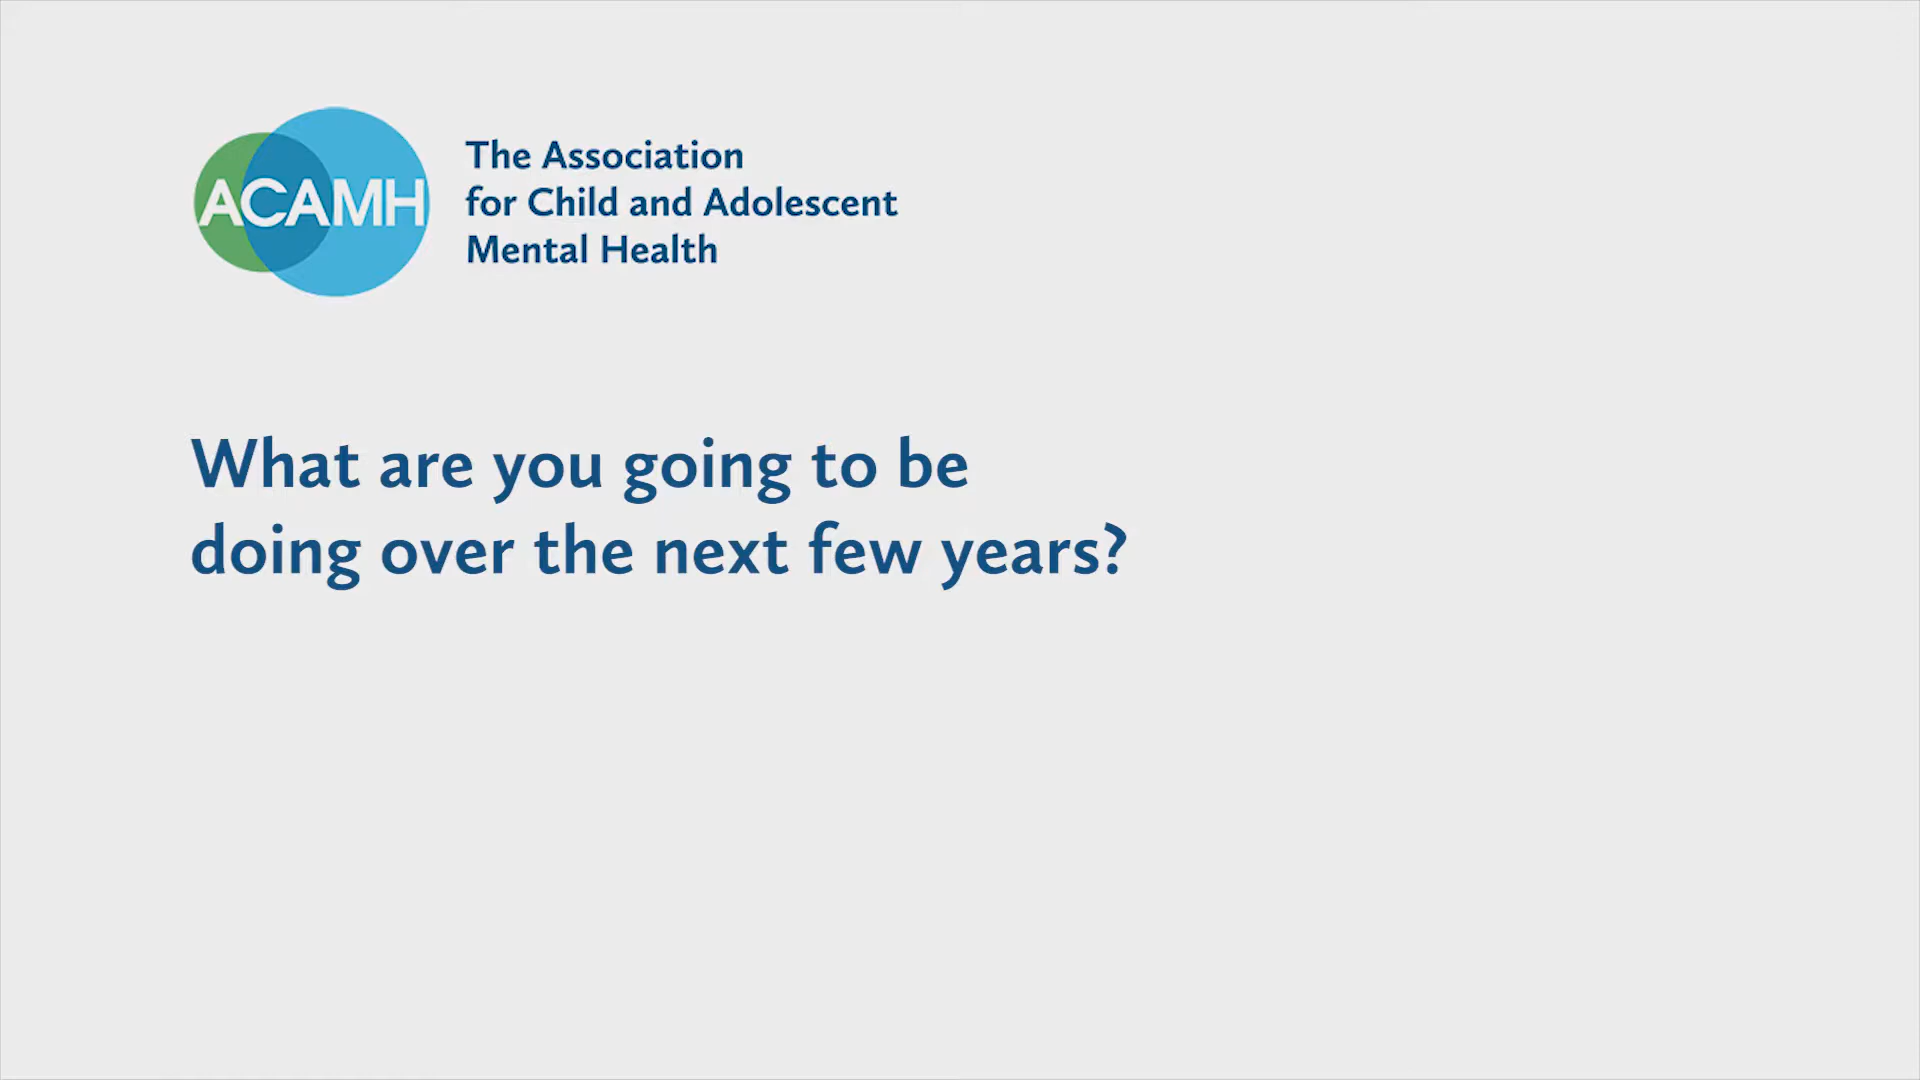 ACAMH
The Association
for Child and Adolescent
Mental Health
What are you going to be
doing over the next few years?